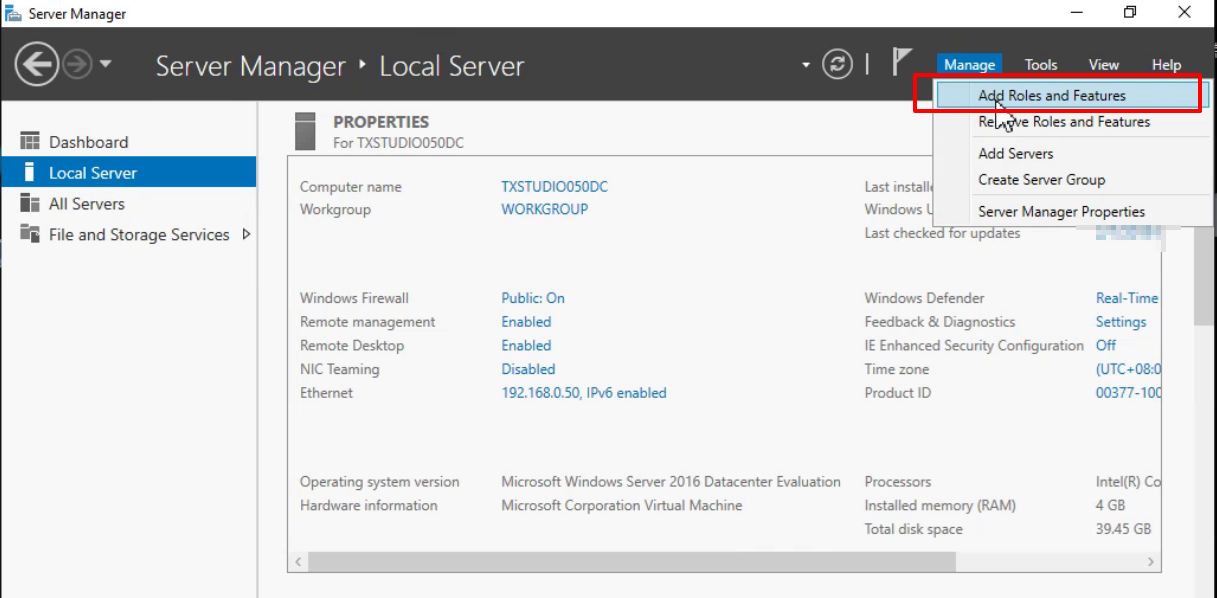 Server Manager
Server Manager ‣ Local Server
Manage Tools View Help
Add Roles and Features
Remove Roles and Features
Add Servers
Create Server Group
Server Manager Properties
Dashboard
Local Server
All Servers
File and Storage Services
PROPERTIES
For TXSTUDIO050DC
Computer name TXSTUDIO050DC Last installe
Workgroup WORKGROUP Windows U
Last checked for updates
Windows Firewall Public: On Windows Defender Real-Time
Remote management Enabled Feedback & Diagnostics Settings
Remote Desktop Enabled IE Enhanced Security Configuration Off
NIC Teaming Disabled Time zone (UTC+08:0
Ethernet 192.168.0.50, IPv6 enabled Product ID 00377-100
Operating system version Microsoft Windows Server 2016 Datacenter Evaluation Processors Intel(R) Co
Hardware information Microsoft Corporation Virtual Machine Installed memory (RAM) 4 GB
Total disk space 39.45 GB